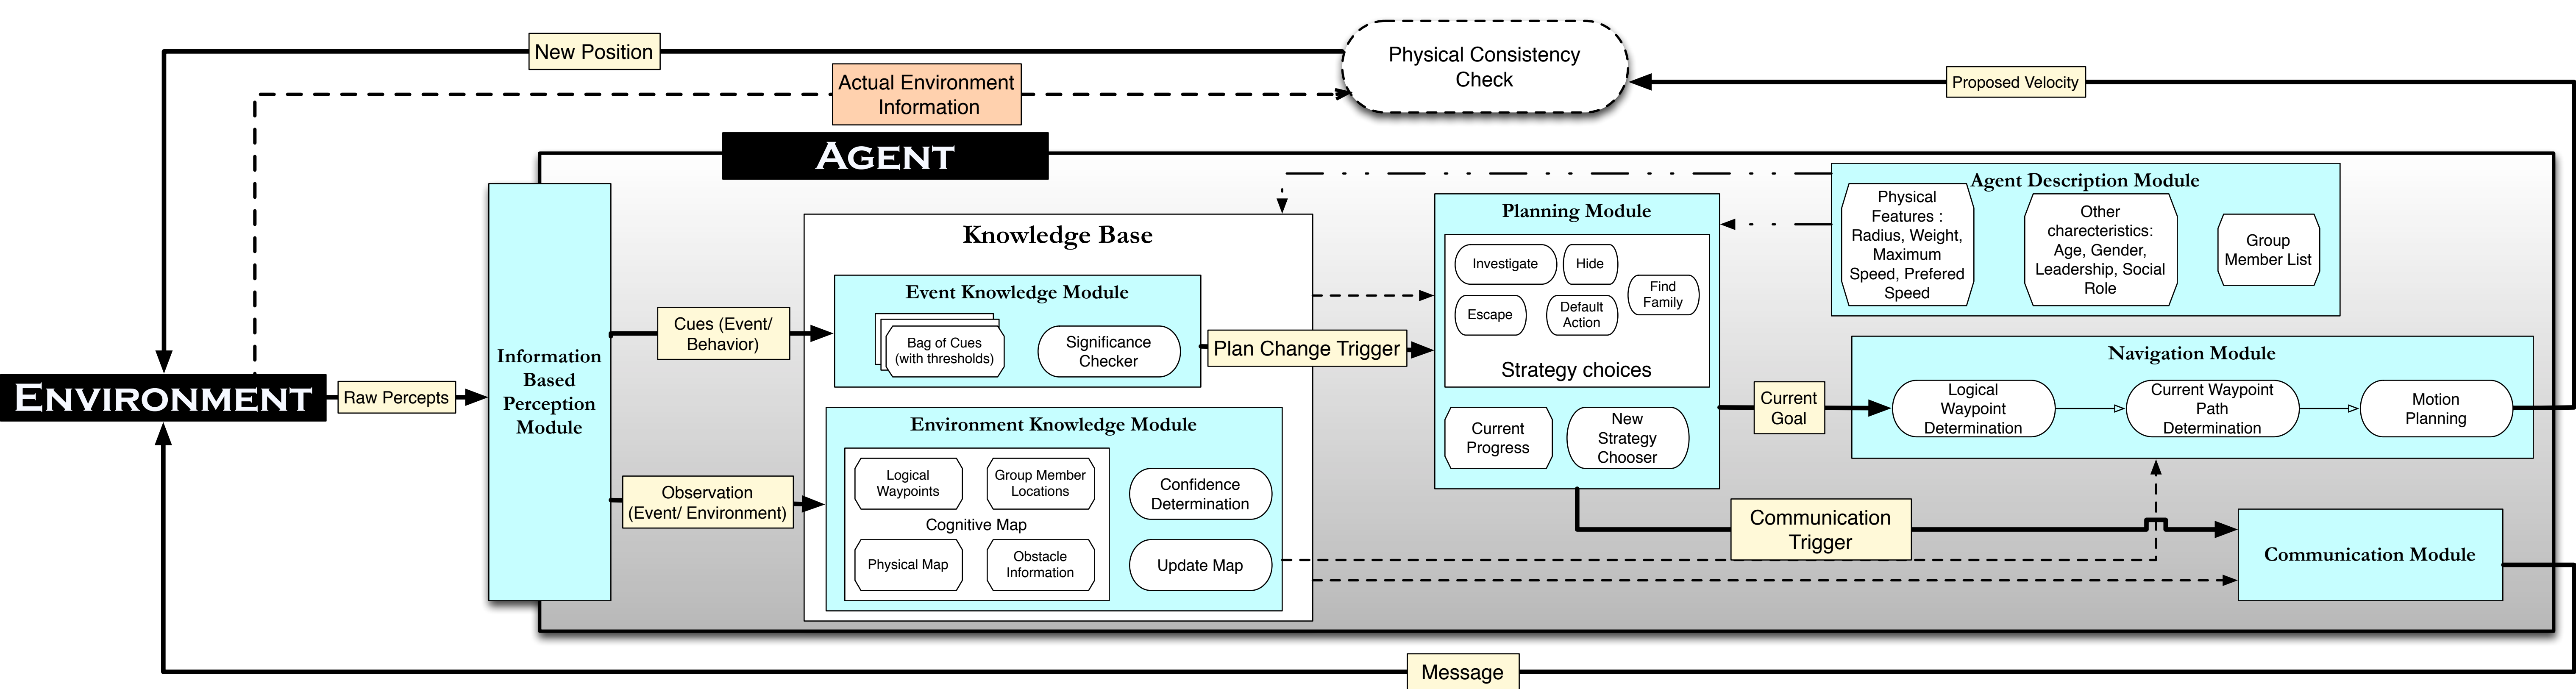 New Position
Actual Environment
Information
Physical Consistency
Check
Proposed Velocity
AGENT
ENVIRONMENT
Raw Percepts
Information
Based
Perception
Module
Cues (Event/
Behavior)
Observation
(Event/ Environment)
Knowledge Base
Event Knowledge Module
Bag of Cues
(with thresholds)
Significance
Checker
Environment Knowledge Module
Logical
Waypoints
Group Member
Locations
Cognitive Map
Physical Map
Obstacle
Information
Confidence
Determination
Update Map
Plan Change Trigger
Planning Module
Investigate
Hide
Find
Family
Escape
Default
Action
Strategy choices
Current
Progress
New
Strategy
Chooser
Agent Description Module
Physical
Features :
Radius, Weight,
Maximum
Speed, Prefered
Speed
Other
charecteristics:
Age, Gender,
Leadership, Social
Role
Group
Member List
Current
Goal
Navigation Module
Logical
Waypoint
Determination
Current Waypoint
Path
Determination
Motion
Planning
Communication
Trigger
Communication Module
Message